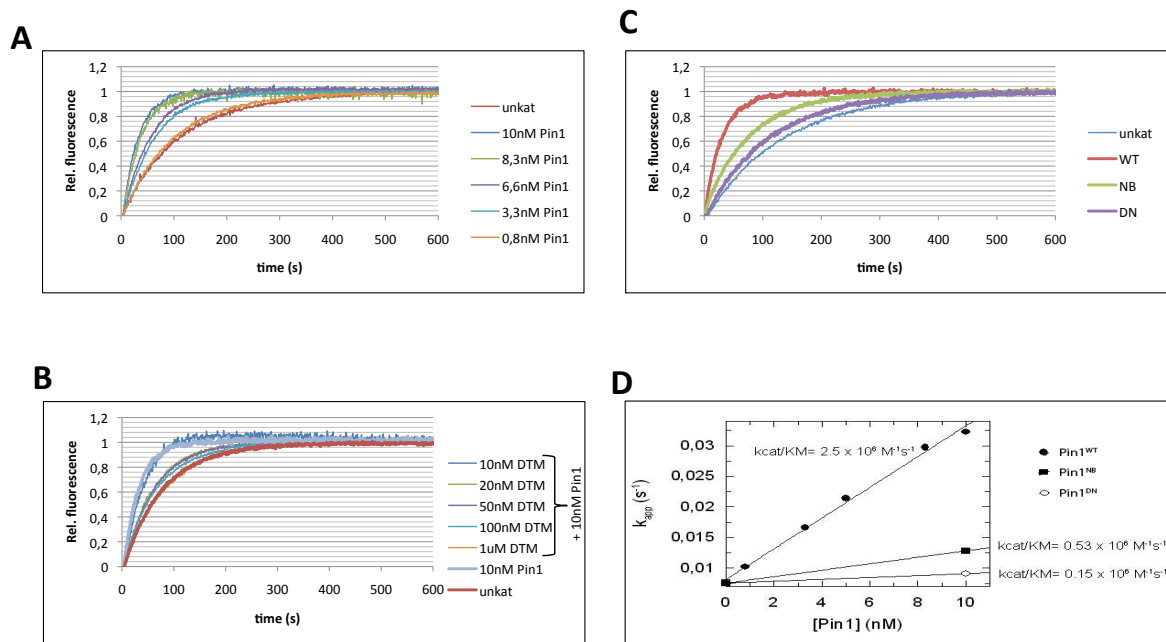 A
1,2
1
0,8
0,6
0,4
0,2
0
Rel. fluorescence
0 100 200 300 400 500 600
time (s)
unkat
10nM Pin1
8,3nM Pin1
6,6nM Pin1
3,3nM Pin1
0,8nM Pin1
C
1,2
1
0,8
0,6
0,4
0,2
0
Rel. fluorescence
0 100 200 300 400 500 600
time (s)
unkat
WT
NB
DN
B
1,2
1
0,8
0,6
0,4
0,2
0
Rel. fluorescence
0 100 200 300 400 500 600
time (s)
10nM DTM
20nM DTM
50nM DTM
100nM DTM
1uM DTM
10nM Pin1
unkat
+ 10nM Pin1
D
0,03
0,025
0,02
0,015
0,01
k_app (s⁻¹)
kcat/KM= 2.5 x 10⁶ M⁻¹s⁻¹
kcat/KM= 0.53 x 10⁶ M⁻¹s⁻¹
kcat/KM= 0.15 x 10⁶ M⁻¹s⁻¹
0 2 4 6 8 10
[Pin1] (nM)
Pin1ᵂᵀ
Pin1ᴺᴮ
Pin1ᴰᴺ